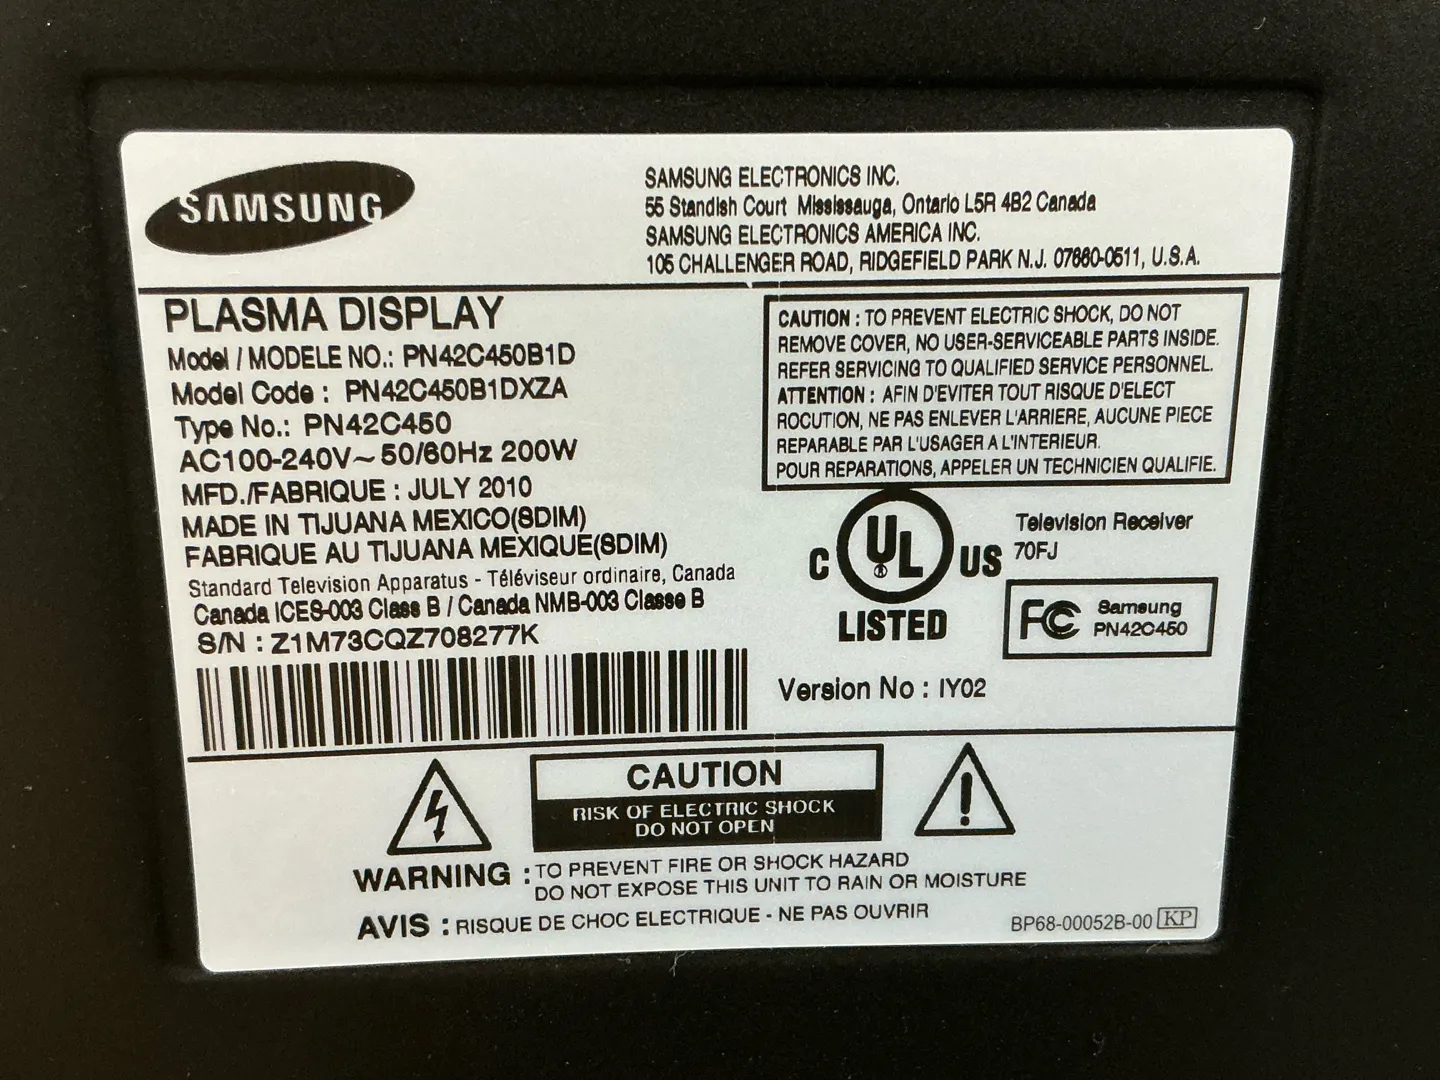 SAMSUNG
SAMSUNG ELECTRONICS INC.
55 Standish Court Mississauga, Ontario L5R 4B2 Canada
SAMSUNG ELECTRONICS AMERICA INC.
105 CHALLENGER ROAD, RIDGEFIELD PARK N.J. 07660-0511, U.S.A.
PLASMA DISPLAY
Model / MODELE NO.: PN42C450B1D
Model Code : PN42C450B1DXZA
Type No.: PN42C450
AC100-240V~ 50/60Hz 200W
MFD./FABRIQUE : JULY 2010
MADE IN TIJUANA MEXICO(SDIM)
FABRIQUE AU TIJUANA MEXIQUE(SDIM)
Standard Television Apparatus - Téléviseur ordinaire, Canada
Canada ICES-003 Class B / Canada NMB-003 Classe B
S/N : Z1M73CQZ708277K
CAUTION : TO PREVENT ELECTRIC SHOCK, DO NOT
REMOVE COVER, NO USER-SERVICEABLE PARTS INSIDE.
REFER SERVICING TO QUALIFIED SERVICE PERSONNEL.
ATTENTION : AFIN D'EVITER TOUT RISQUE D'ELECT
ROCUTION, NE PAS ENLEVER L'ARRIERE, AUCUNE PIECE
REPARABLE PAR L'USAGER A L'INTERIEUR.
POUR REPARATIONS, APPELER UN TECHNICIEN QUALIFIE.
C UL US
LISTED
Television Receiver
70FJ
FC Samsung
PN42C450
Version No : IY02
CAUTION
RISK OF ELECTRIC SHOCK
DO NOT OPEN
WARNING : TO PREVENT FIRE OR SHOCK HAZARD
DO NOT EXPOSE THIS UNIT TO RAIN OR MOISTURE
AVIS : RISQUE DE CHOC ELECTRIQUE - NE PAS OUVRIR
BP68-00052B-00 KP